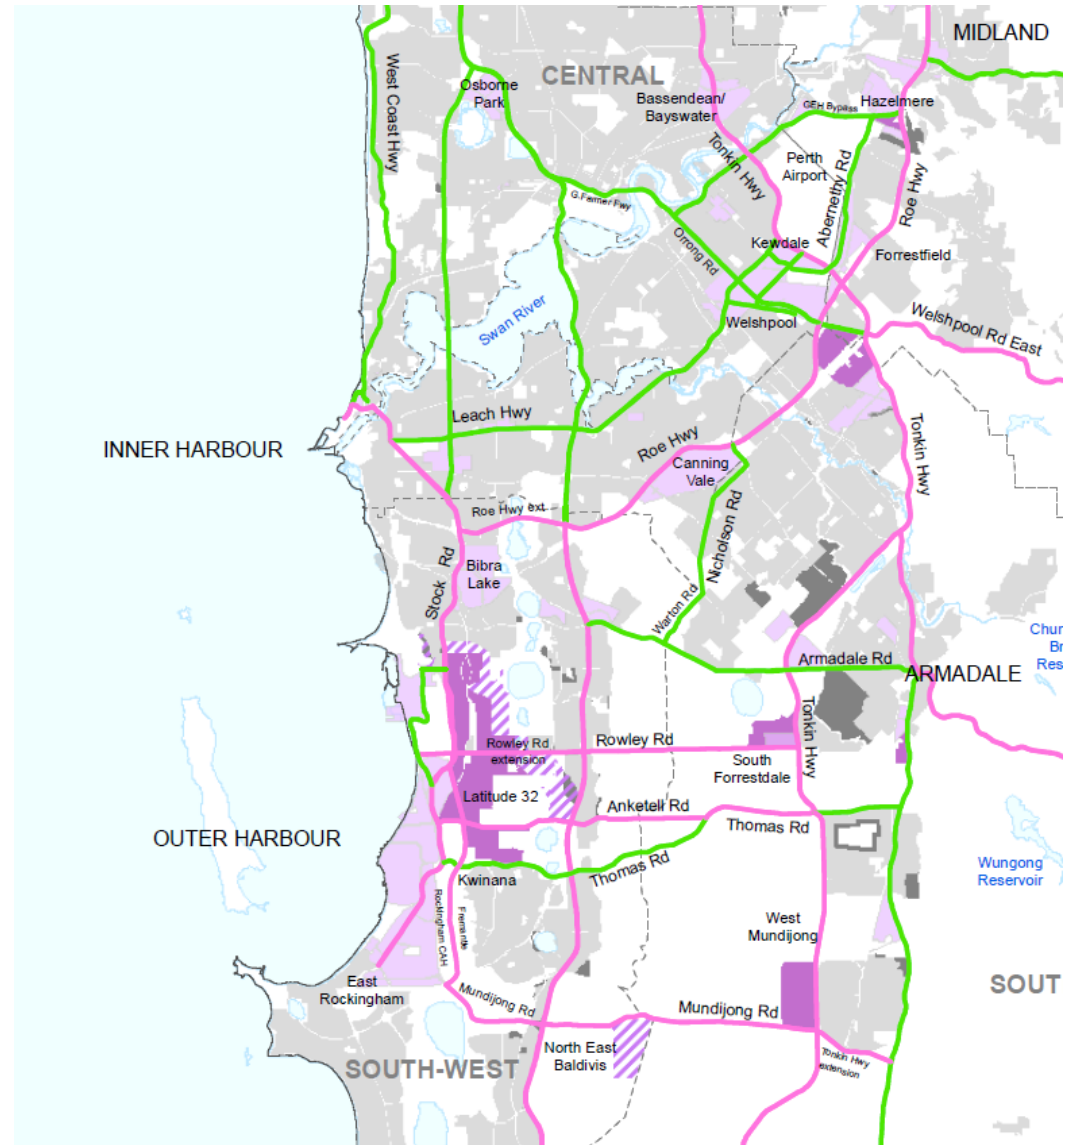 MIDLAND
CENTRAL
West Coast Hwy
Osborne
Park
Bassendean/
Bayswater
GEH Bypass
Hazelmere
Tonkin Hwy
Perth
Airport
Abernethy Rd
Roe Hwy
G.Farmer Fwy
Orrong Rd
Kewdale
Forrestfield
Swan River
Welshpool
Welshpool Rd East
Leach Hwy
INNER HARBOUR
Roe Hwy
Canning
Vale
Tonkin Hwy
Roe Hwy ext
Nicholson Rd
Stock Rd
Bibra
Lake
Warton Rd
Chur
Br
Res
Armadale Rd
ARMADALE
Tonkin Hwy
Rowley Rd
extension
Rowley Rd
South
Forrestdale
Latitude 32
Anketell Rd
OUTER HARBOUR
Thomas Rd
Wungong
Reservoir
Kwinana
Thomas Rd
Rockingham CAH
Fremantle
West
Mundijong
East
Rockingham
Mundijong Rd
Mundijong Rd
SOUT
North East
Baldivis
Tonkin Hwy
extension
SOUTH-WEST